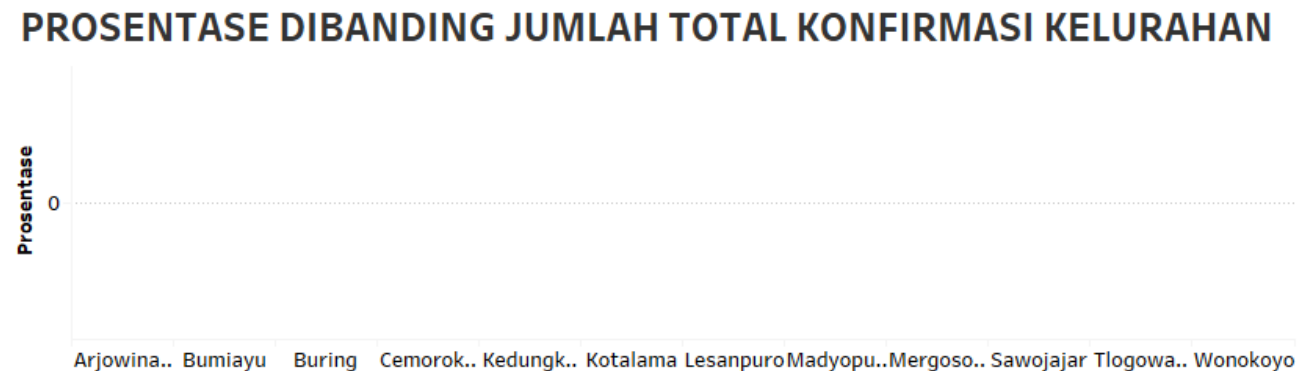 PROSENTASE DIBANDING JUMLAH TOTAL KONFIRMASI KELURAHAN
Prosentase
0
Arjowina.. Bumiayu Buring Cemorok.. Kedungk.. Kotalama Lesanpuro Madyopu.. Mergoso.. Sawojajar Tlogowa.. Wonokoyo